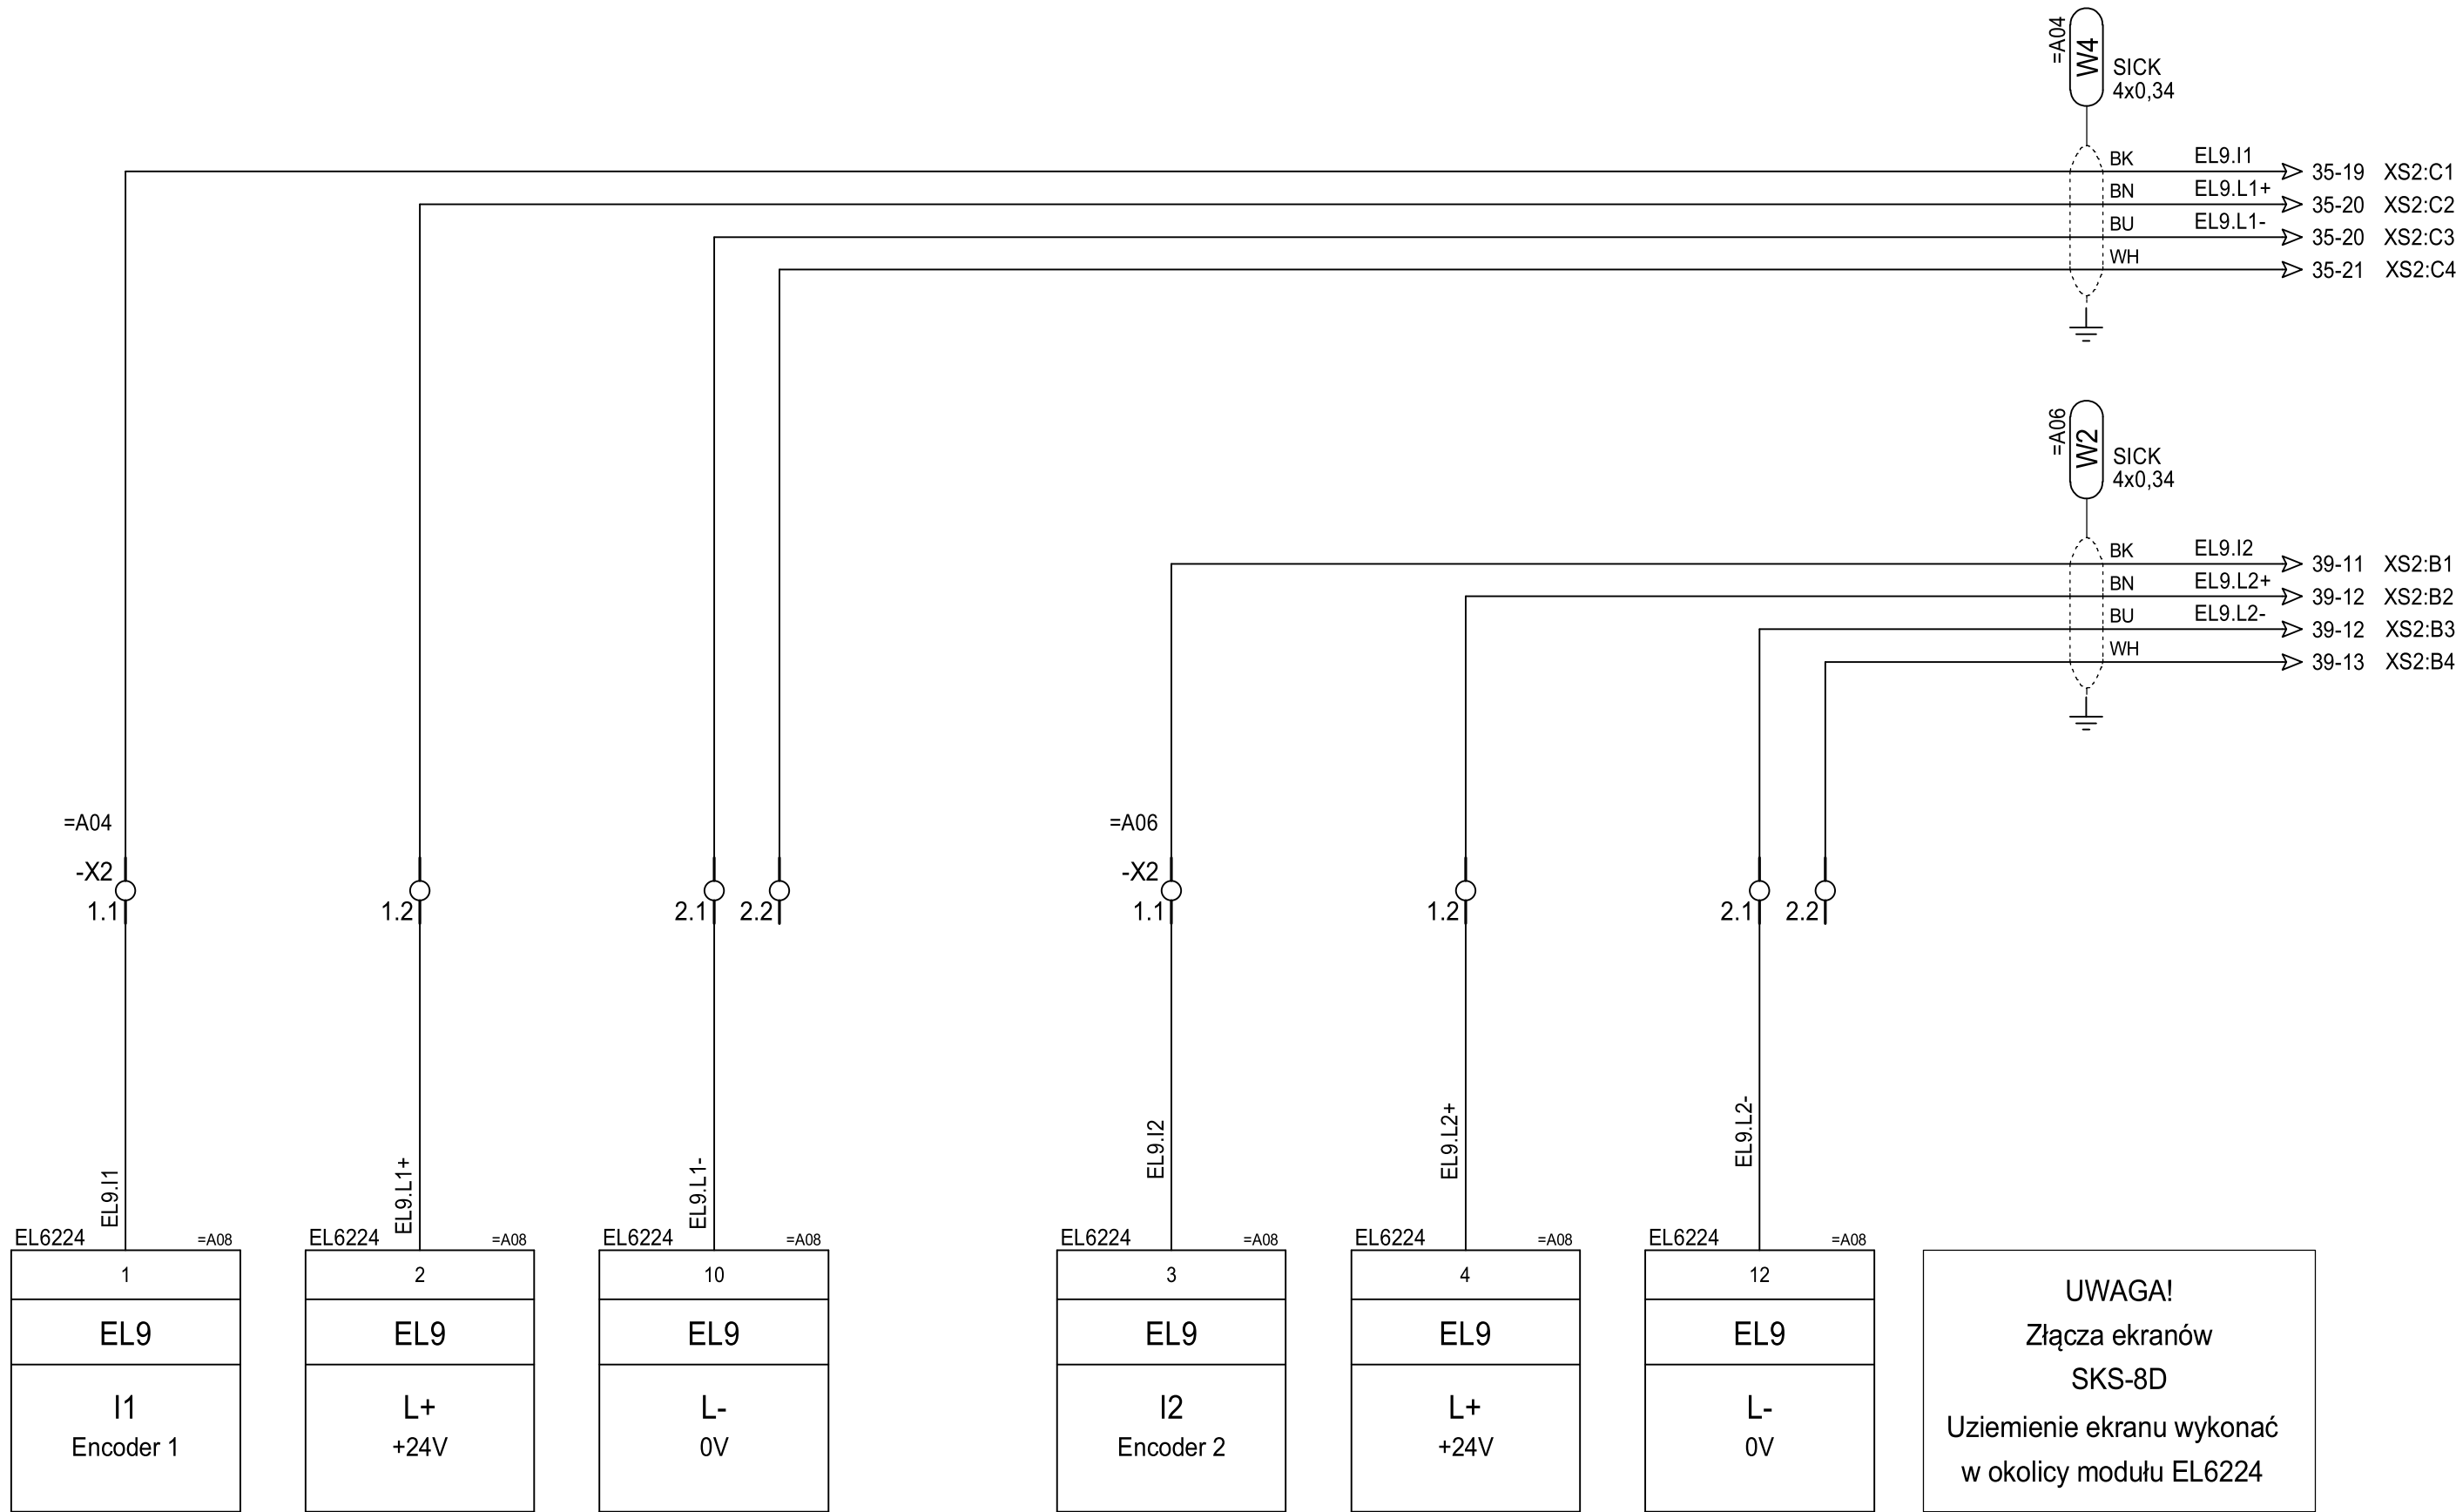 =A04
W4
SICK
4x0,34
BK EL9.I1 35-19 XS2:C1
BN EL9.L1+ 35-20 XS2:C2
BU EL9.L1- 35-20 XS2:C3
WH 35-21 XS2:C4
=A06
W2
SICK
4x0,34
BK EL9.I2 39-11 XS2:B1
BN EL9.L2+ 39-12 XS2:B2
BU EL9.L2- 39-12 XS2:B3
WH 39-13 XS2:B4
=A04 =A06
-X2 -X2
1.1 1.2 2.1 2.2 1.1 1.2 2.1 2.2
EL9.I1 EL9.L1+ EL9.L1- EL9.I2 EL9.L2+ EL9.L2-
EL6224 =A08 EL6224 =A08 EL6224 =A08 EL6224 =A08 EL6224 =A08 EL6224 =A08
1 2 10 3 4 12
EL9 EL9 EL9 EL9 EL9 EL9
I1 L+ L- I2 L+ L-
Encoder 1 +24V 0V Encoder 2 +24V 0V
UWAGA!
Złącza ekranów
SKS-8D
Uziemienie ekranu wykonać
w okolicy modułu EL6224